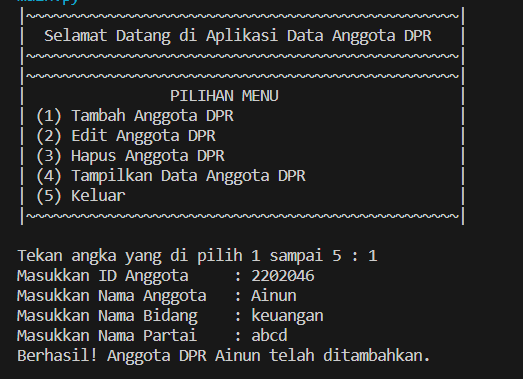 main.py
|~~~~~~~~~~~~~~~~~~~~~~~~~~~~~~~~~~~~~~~~~~~~~~~~|
|  Selamat Datang di Aplikasi Data Anggota DPR   |
|~~~~~~~~~~~~~~~~~~~~~~~~~~~~~~~~~~~~~~~~~~~~~~~~|
|~~~~~~~~~~~~~~~~~~~~~~~~~~~~~~~~~~~~~~~~~~~~~~~~|
|                PILIHAN MENU                    |
| (1) Tambah Anggota DPR                         |
| (2) Edit Anggota DPR                           |
| (3) Hapus Anggota DPR                          |
| (4) Tampilkan Data Anggota DPR                 |
| (5) Keluar                                     |
|~~~~~~~~~~~~~~~~~~~~~~~~~~~~~~~~~~~~~~~~~~~~~~~~|
Tekan angka yang di pilih 1 sampai 5 : 1
Masukkan ID Anggota     : 2202046
Masukkan Nama Anggota   : Ainun
Masukkan Nama Bidang    : keuangan
Masukkan Nama Partai    : abcd
Berhasil! Anggota DPR Ainun telah ditambahkan.